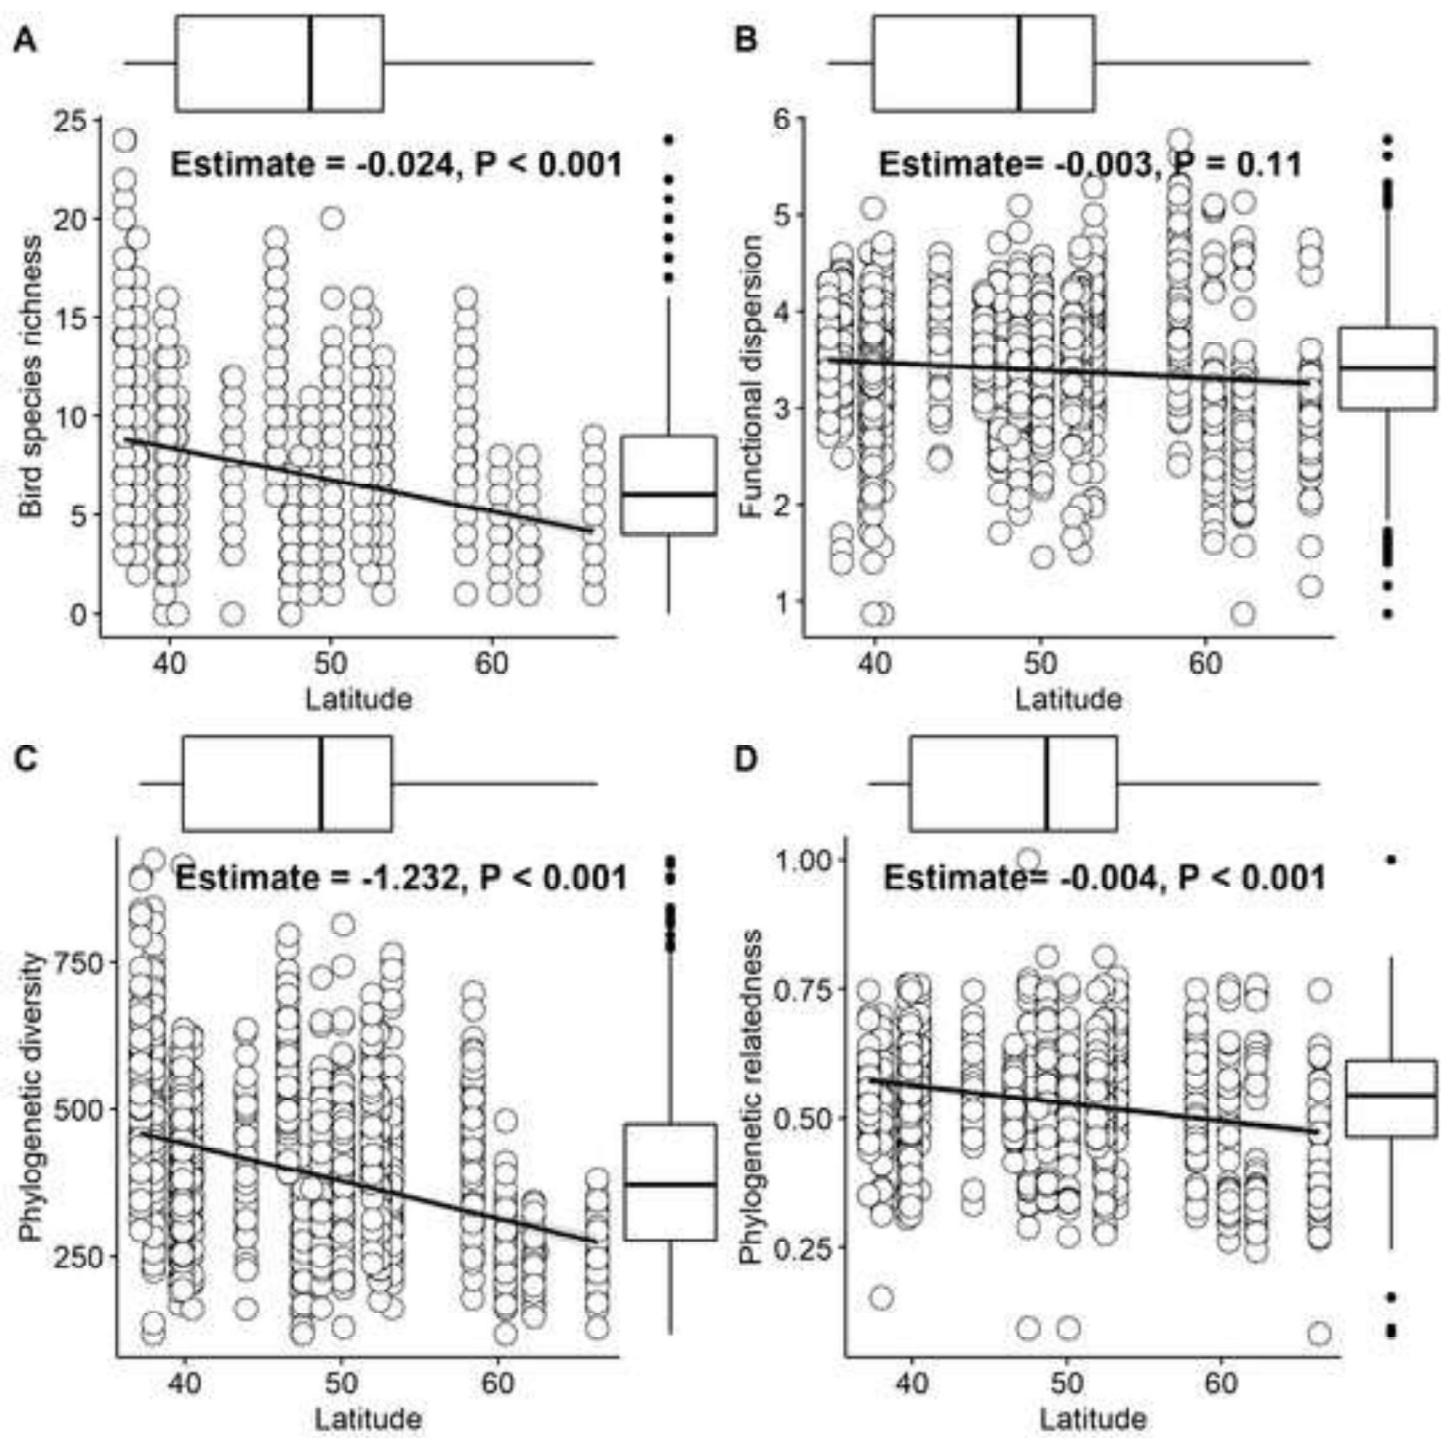 A
Estimate = -0.024, P < 0.001
Bird species richness
25
20
15
10
5
0
40 50 60
Latitude
B
Estimate= -0.003, P = 0.11
Functional dispersion
6
5
4
3
2
1
40 50 60
Latitude
C
Estimate = -1.232, P < 0.001
Phylogenetic diversity
750
500
250
40 50 60
Latitude
D
Estimate= -0.004, P < 0.001
Phylogenetic relatedness
1.00
0.75
0.50
0.25
40 50 60
Latitude